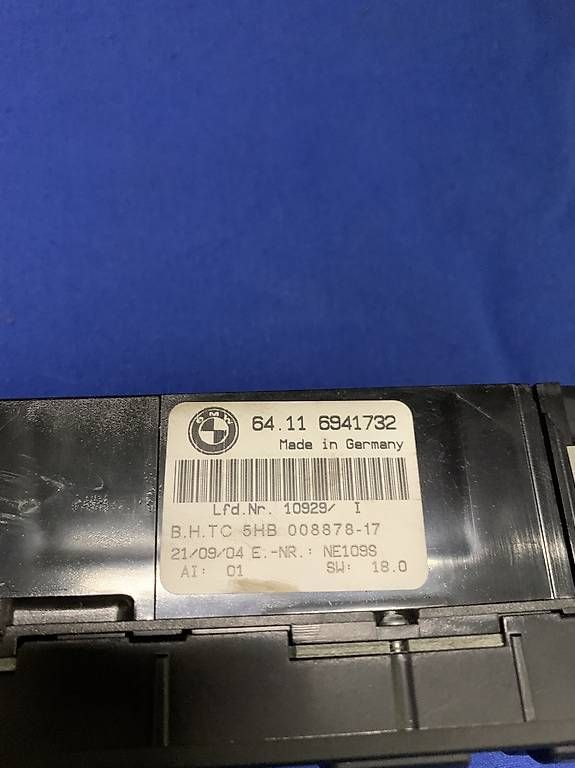 BMW
64.11 6941732
Made in Germany
Lfd.Nr. 10929/ I
B.H.TC 5HB 008878-17
21/09/04 E.-NR.: NE109S
AI: 01 SW: 18.0